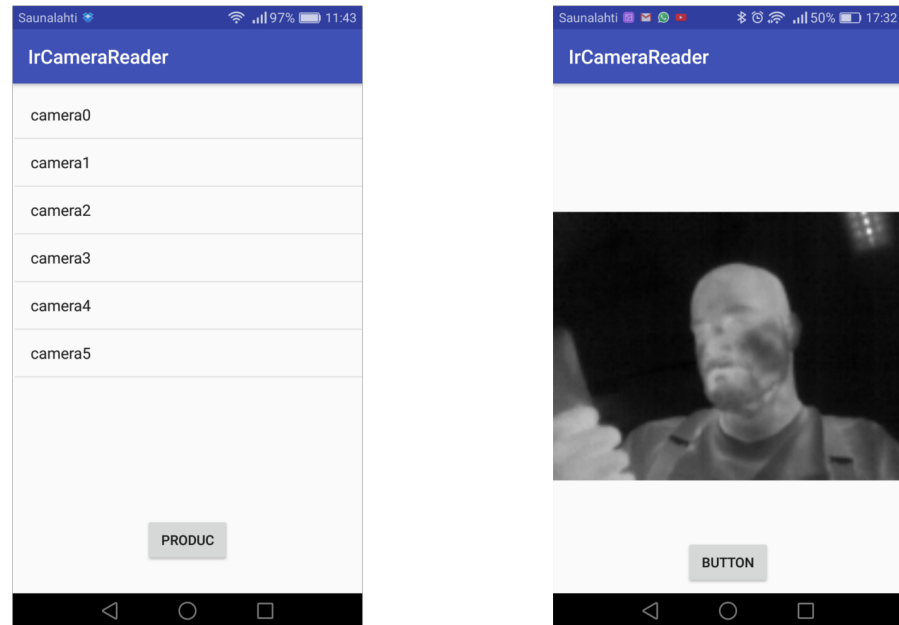 Saunalahti 97% 11:43
IrCameraReader
camera0
camera1
camera2
camera3
camera4
camera5
PRODUC
Saunalahti 50% 17:32
IrCameraReader
BUTTON